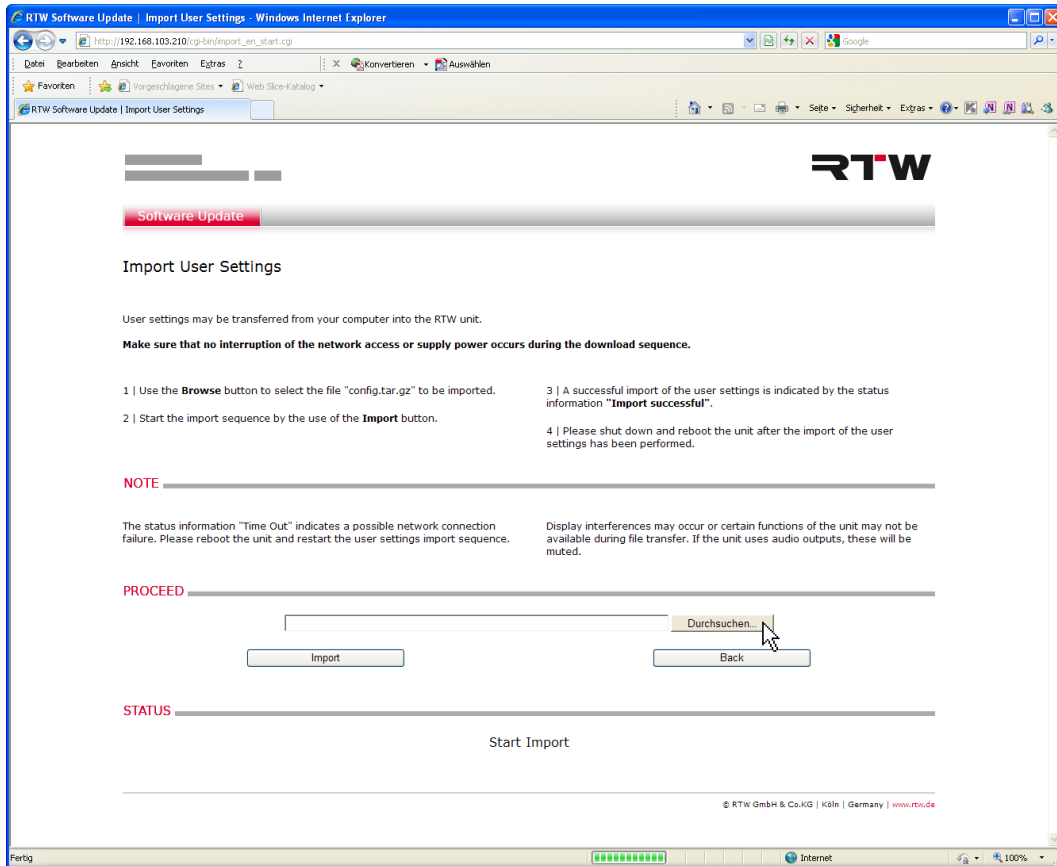 RTW Software Update | Import User Settings - Windows Internet Explorer
http://192.168.103.210/cgi-bin/import_en_start.cgi
Google
Datei Bearbeiten Ansicht Favoriten Extras ?
X Konvertieren Auswählen
Favoriten Vorgeschlagene Sites Web Slice-Katalog
RTW Software Update | Import User Settings
Seite Sicherheit Extras
RTW
Software Update
Import User Settings
User settings may be transferred from your computer into the RTW unit.
Make sure that no interruption of the network access or supply power occurs during the download sequence.
1 | Use the Browse button to select the file "config.tar.gz" to be imported.
2 | Start the import sequence by the use of the Import button.
3 | A successful import of the user settings is indicated by the status
information "Import successful".
4 | Please shut down and reboot the unit after the import of the user
settings has been performed.
NOTE
The status information "Time Out" indicates a possible network connection
failure. Please reboot the unit and restart the user settings import sequence.
Display interferences may occur or certain functions of the unit may not be
available during file transfer. If the unit uses audio outputs, these will be
muted.
PROCEED
Durchsuchen...
Import Back
STATUS
Start Import
© RTW GmbH & Co.KG | Köln | Germany | www.rtw.de
Fertig Internet 100%